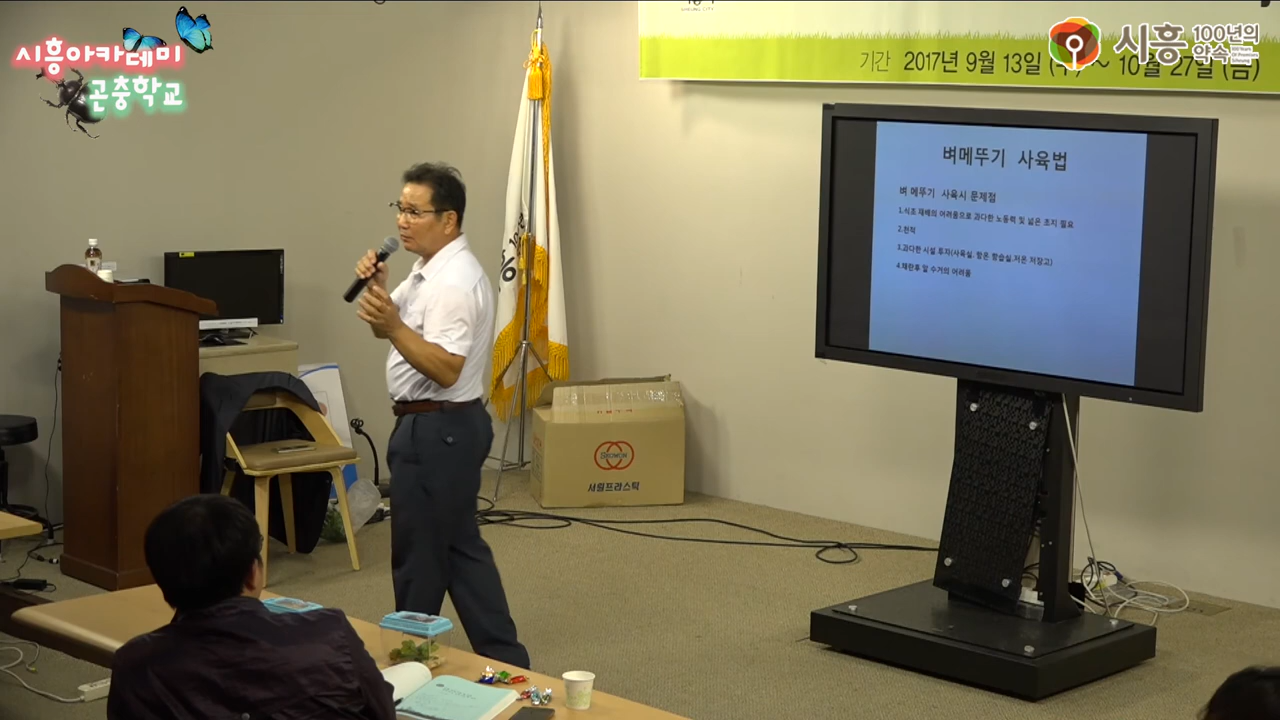 시흥아카데미
곤충학교
시흥
100년의
약속
기간 2017년 9월 13일 (수) ~ 10월 27일 (금)
벼메뚜기 사육법
벼 메뚜기 사육시 문제점
1.식초 재배의 어려움으로 과다한 노동력 및 넓은 초지 필요
2.천적
3.과다한 시설 투자(사육실.항온 항습실.저온 저장고)
4.채란후 알 수거의 어려움
SEOWON
서원프라스틱